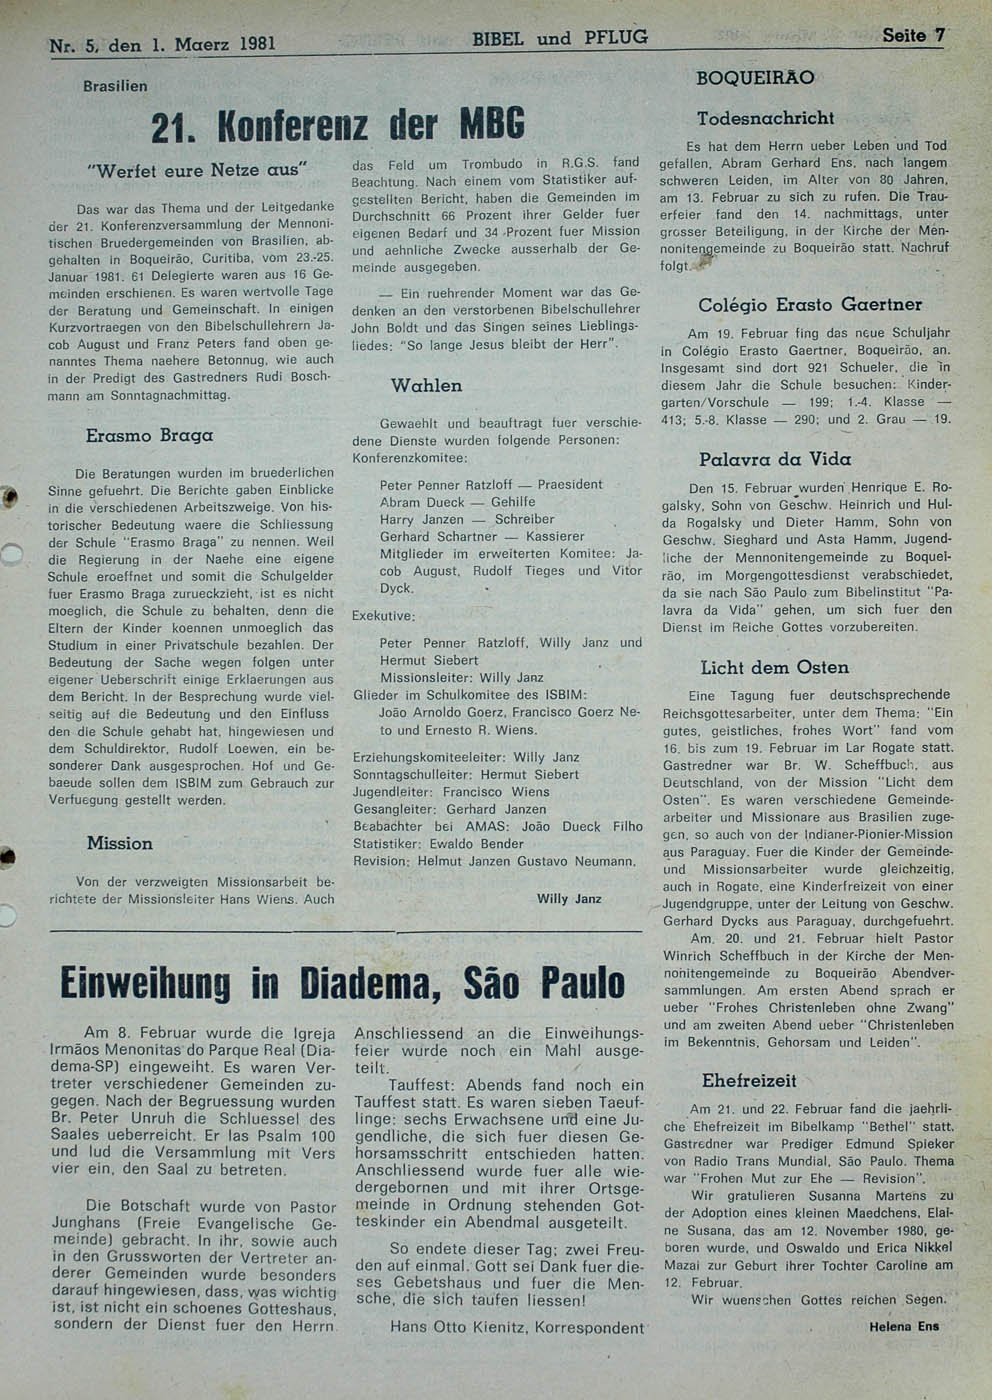 Nr. 5, den 1. Maerz 1981
BIBEL und PFLUG
Seite 7
Brasilien
21. Konferenz der MBG
"Werfet eure Netze aus"
Das war das Thema und der Leitgedanke
der 21. Konferenzversammlung der Mennoni-
tischen Bruedergemeinden von Brasilien, ab-
gehalten in Boqueirão, Curitiba, vom 23.-25.
Januar 1981. 61 Delegierte waren aus 16 Ge-
meinden erschienen. Es waren wertvolle Tage
der Beratung und Gemeinschaft. In einigen
Kurzvortraegen von den Bibelschullehrern Ja-
cob August und Franz Peters fand oben ge-
nanntes Thema naehere Betonnug, wie auch
in der Predigt des Gastredners Rudi Bosch-
mann am Sonntagnachmittag.
Erasmo Braga
Die Beratungen wurden im bruederlichen
Sinne gefuehrt. Die Berichte gaben Einblicke
in die verschiedenen Arbeitszweige. Von his-
torischer Bedeutung waere die Schliessung
der Schule "Erasmo Braga" zu nennen. Weil
die Regierung in der Naehe eine eigene
Schule eroeffnet und somit die Schulgelder
fuer Erasmo Braga zurueckzieht, ist es nicht
moeglich, die Schule zu behalten, denn die
Eltern der Kinder koennen unmoeglich das
Studium in einer Privatschule bezahlen. Der
Bedeutung der Sache wegen folgen unter
eigener Ueberschrift einige Erklaerungen aus
dem Bericht. In der Besprechung wurde viel-
seitig auf die Bedeutung und den Einfluss
den die Schule gehabt hat, hingewiesen und
dem Schuldirektor, Rudolf Loewen, ein be-
sonderer Dank ausgesprochen. Hof und Ge-
baeude sollen dem ISBIM zum Gebrauch zur
Verfuegung gestellt werden.
Mission
Von der verzweigten Missionsarbeit be-
richtete der Missionsleiter Hans Wiens. Auch
das Feld um Trombudo in R.G.S. fand
Beachtung. Nach einem vom Statistiker auf-
gestellten Bericht, haben die Gemeinden im
Durchschnitt 66 Prozent ihrer Gelder fuer
eigenen Bedarf und 34 Prozent fuer Mission
und aehnliche Zwecke ausserhalb der Ge-
meinde ausgegeben.
— Ein ruehrender Moment war das Ge-
denken an den verstorbenen Bibelschullehrer
John Boldt und das Singen seines Lieblings-
liedes: "So lange Jesus bleibt der Herr".
Wahlen
Gewaehlt und beauftragt fuer verschie-
dene Dienste wurden folgende Personen:
Konferenzkomitee:
Peter Penner Ratzloff — Praesident
Abram Dueck — Gehilfe
Harry Janzen — Schreiber
Gerhard Schartner — Kassierer
Mitglieder im erweiterten Komitee: Ja-
cob August, Rudolf Tieges und Vitor
Dyck.
Exekutive:
Peter Penner Ratzloff, Willy Janz und
Hermut Siebert
Missionsleiter: Willy Janz
Glieder im Schulkomitee des ISBIM:
João Arnoldo Goerz, Francisco Goerz Ne-
to und Ernesto R. Wiens.
Erziehungskomiteeleiter: Willy Janz
Sonntagschulleiter: Hermut Siebert
Jugendleiter: Francisco Wiens
Gesangleiter: Gerhard Janzen
Beabachter bei AMAS: João Dueck Filho
Statistiker: Ewaldo Bender
Revision: Helmut Janzen Gustavo Neumann.
Willy Janz
Einweihung in Diadema, São Paulo
Am 8. Februar wurde die Igreja
Irmãos Menonitas do Parque Real (Dia-
dema-SP) eingeweiht. Es waren Ver-
treter verschiedener Gemeinden zu-
gegen. Nach der Begruessung wurden
Br. Peter Unruh die Schluessel des
Saales ueberreicht. Er las Psalm 100
und lud die Versammlung mit Vers
vier ein, den Saal zu betreten.
Die Botschaft wurde von Pastor
Junghans (Freie Evangelische Ge-
meinde) gebracht. In ihr, sowie auch
in den Grussworten der Vertreter an-
derer Gemeinden wurde besonders
darauf hingewiesen, dass, was wichtig
ist, ist nicht ein schoenes Gotteshaus,
sondern der Dienst fuer den Herrn.
Anschliessend an die Einweihungs-
feier wurde noch ein Mahl ausge-
teilt.
Tauffest: Abends fand noch ein
Tauffest statt. Es waren sieben Taeuf-
linge: sechs Erwachsene und eine Ju-
gendliche, die sich fuer diesen Ge-
horsamsschritt entschieden hatten.
Anschliessend wurde fuer alle wie-
dergebornen und mit ihrer Ortsge-
meinde in Ordnung stehenden Got-
teskinder ein Abendmal ausgeteilt.
So endete dieser Tag; zwei Freu-
den auf einmal. Gott sei Dank fuer die-
ses Gebetshaus und fuer die Men-
sche, die sich taufen liessen!
Hans Otto Kienitz, Korrespondent
BOQUEIRÃO
Todesnachricht
Es hat dem Herrn ueber Leben und Tod
gefallen, Abram Gerhard Ens, nach langem
schweren Leiden, im Alter von 80 Jahren,
am 13. Februar zu sich zu rufen. Die Trau-
erfeier fand den 14. nachmittags, unter
grosser Beteiligung, in der Kirche der Men-
nonitengemeinde zu Boqueirão statt. Nachruf
folgt.
Colégio Erasto Gaertner
Am 19. Februar fing das neue Schuljahr
in Colégio Erasto Gaertner, Boqueirão, an.
Insgesamt sind dort 921 Schueler, die in
diesem Jahr die Schule besuchen: Kinder-
garten/Vorschule — 199; 1.-4. Klasse —
413; 5.-8. Klasse — 290; und 2. Grau — 19.
Palavra da Vida
Den 15. Februar wurden Henrique E. Ro-
galsky, Sohn von Geschw. Heinrich und Hul-
da Rogalsky und Dieter Hamm, Sohn von
Geschw. Sieghard und Asta Hamm, Jugend-
liche der Mennonitengemeinde zu Boquei-
rão, im Morgengottesdienst verabschiedet,
da sie nach São Paulo zum Bibelinstitut "Pa-
lavra da Vida" gehen, um sich fuer den
Dienst im Reiche Gottes vorzubereiten.
Licht dem Osten
Eine Tagung fuer deutschsprechende
Reichsgottesarbeiter, unter dem Thema: "Ein
gutes, geistliches, frohes Wort" fand vom
16. bis zum 19. Februar im Lar Rogate statt.
Gastredner war Br. W. Scheffbuch, aus
Deutschland, von der Mission "Licht dem
Osten". Es waren verschiedene Gemeinde-
arbeiter und Missionare aus Brasilien zuge-
gen, so auch von der Indianer-Pionier-Mission
aus Paraguay. Fuer die Kinder der Gemeinde-
und Missionsarbeiter wurde gleichzeitig,
auch in Rogate, eine Kinderfreizeit von einer
Jugendgruppe, unter der Leitung von Geschw.
Gerhard Dycks aus Paraguay, durchgefuehrt.
Am. 20. und 21. Februar hielt Pastor
Winrich Scheffbuch in der Kirche der Men-
nonitengemeinde zu Boqueirão Abendver-
sammlungen. Am ersten Abend sprach er
ueber "Frohes Christenleben ohne Zwang"
und am zweiten Abend ueber "Christenleben
im Bekenntnis, Gehorsam und Leiden".
Ehefreizeit
Am 21. und 22. Februar fand die jaehrli-
che Ehefreizeit im Bibelkamp "Bethel" statt.
Gastredner war Prediger Edmund Spieker
von Radio Trans Mundial, São Paulo. Thema
war "Frohen Mut zur Ehe — Revision".
Wir gratulieren Susanna Martens zu
der Adoption eines kleinen Maedchens, Elai-
ne Susana, das am 12. November 1980, ge-
boren wurde, und Oswaldo und Erica Nikkel
Mazai zur Geburt ihrer Tochter Caroline am
12. Februar.
Wir wuenschen Gottes reichen Segen.
Helena Ens